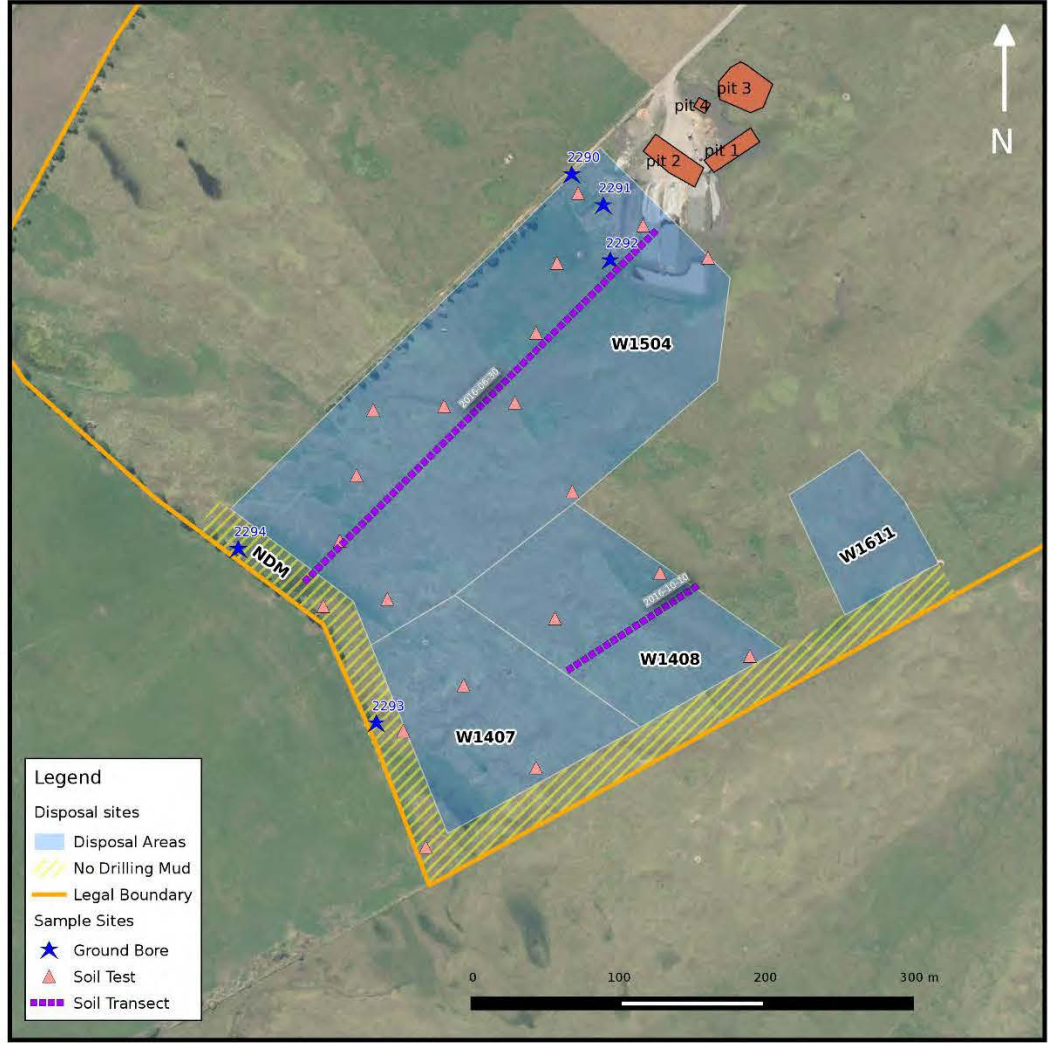 N
pit 3
pit 4
pit 1
pit 2
2290
2291
2292
W1504
2016-06-30
W1611
2294
NDM
2016-10-10
W1408
2293
W1407
Legend
Disposal sites
Disposal Areas
No Drilling Mud
Legal Boundary
Sample Sites
Ground Bore
Soil Test
Soil Transect
0 100 200 300 m